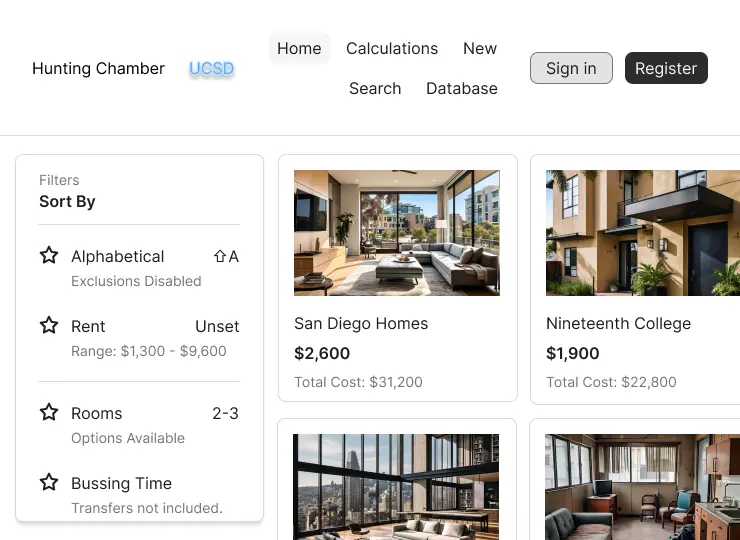 Hunting Chamber UCSD
Home Calculations New
Search Database
Sign in Register
Filters
Sort By
Alphabetical ⇧A
Exclusions Disabled
Rent Unset
Range: $1,300 - $9,600
Rooms 2-3
Options Available
Bussing Time
Transfers not included.
San Diego Homes
$2,600
Total Cost: $31,200
Nineteenth College
$1,900
Total Cost: $22,800